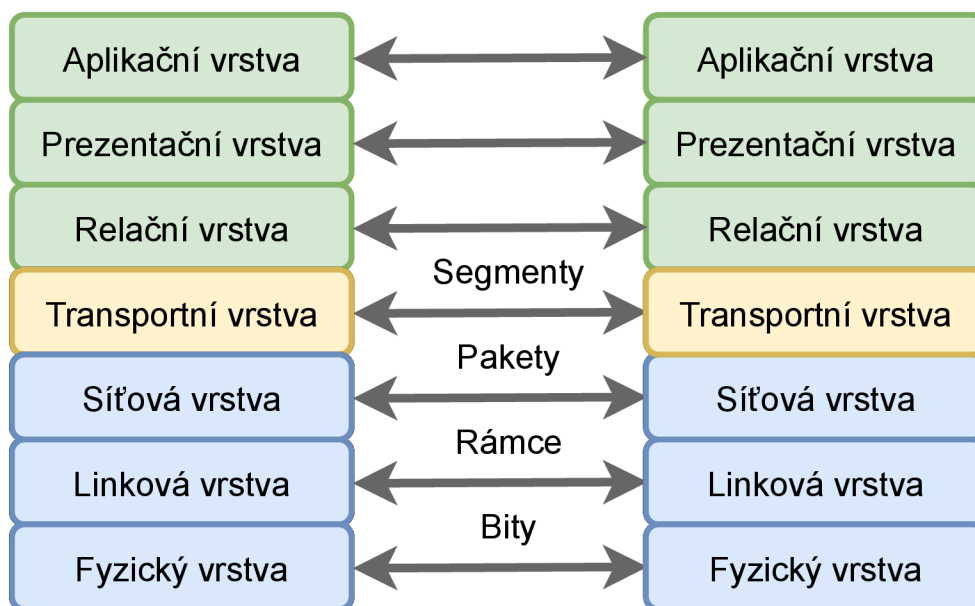 Aplikační vrstva Aplikační vrstva
Prezentační vrstva Prezentační vrstva
Relační vrstva Relační vrstva
Segmenty
Transportní vrstva Transportní vrstva
Pakety
Síťová vrstva Síťová vrstva
Rámce
Linková vrstva Linková vrstva
Bity
Fyzický vrstva Fyzický vrstva